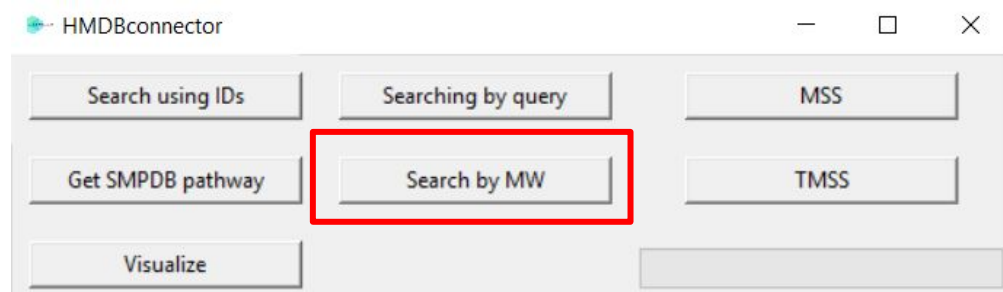 HMDBconnector
Search using IDs
Searching by query
MSS
Get SMPDB pathway
Search by MW
TMSS
Visualize